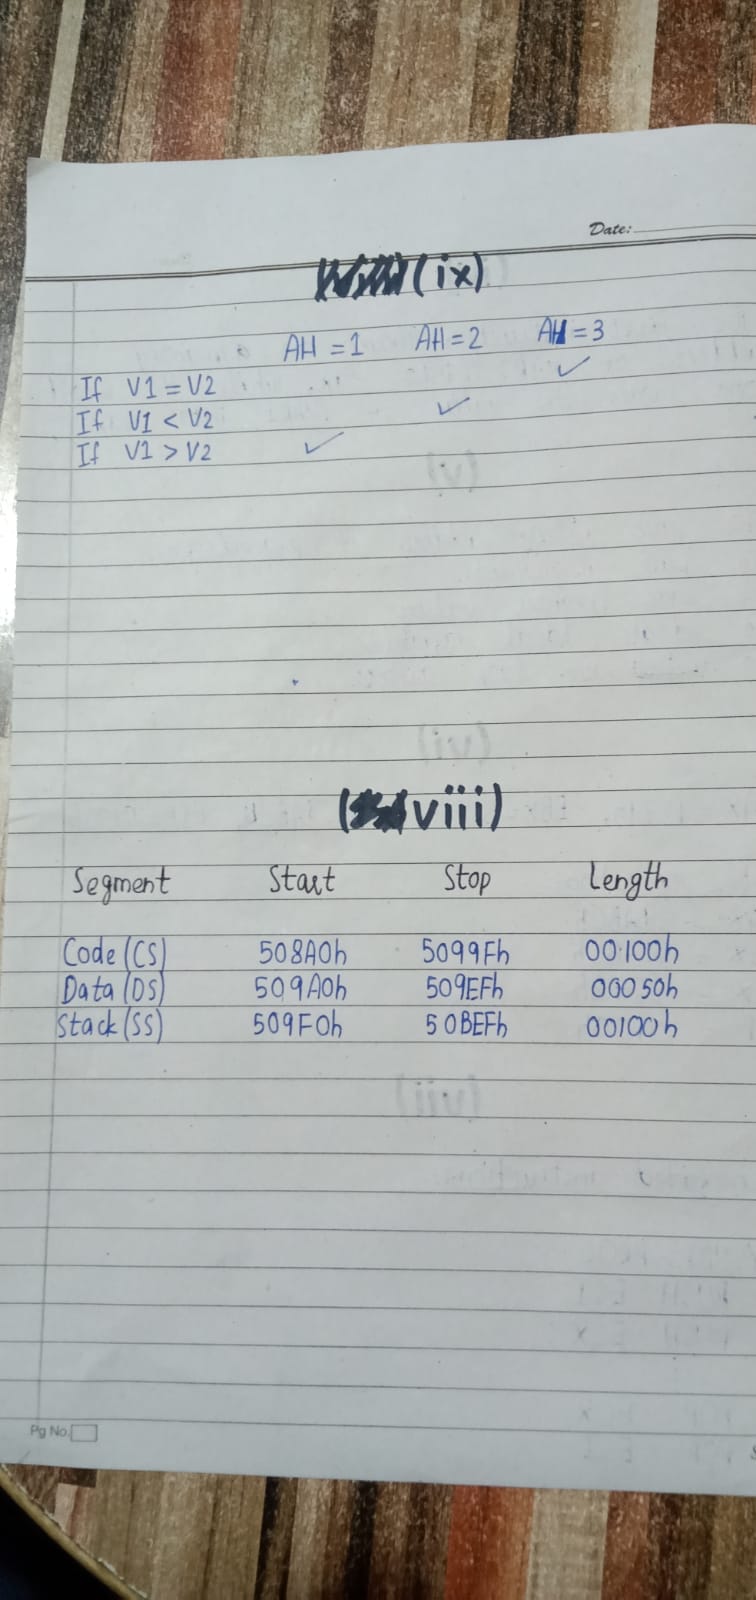 Date:
(ix)
AH = 1 AH = 2 AH = 3
If V1 = V2 ✓
If V1 < V2 ✓
If V1 > V2 ✓
(viii)
Segment Start Stop Length
Code (CS) 508A0h 5099Fh 00100h
Data (DS) 509A0h 509EFh 00050h
Stack (SS) 509F0h 50BEFh 00100h
Pg No.